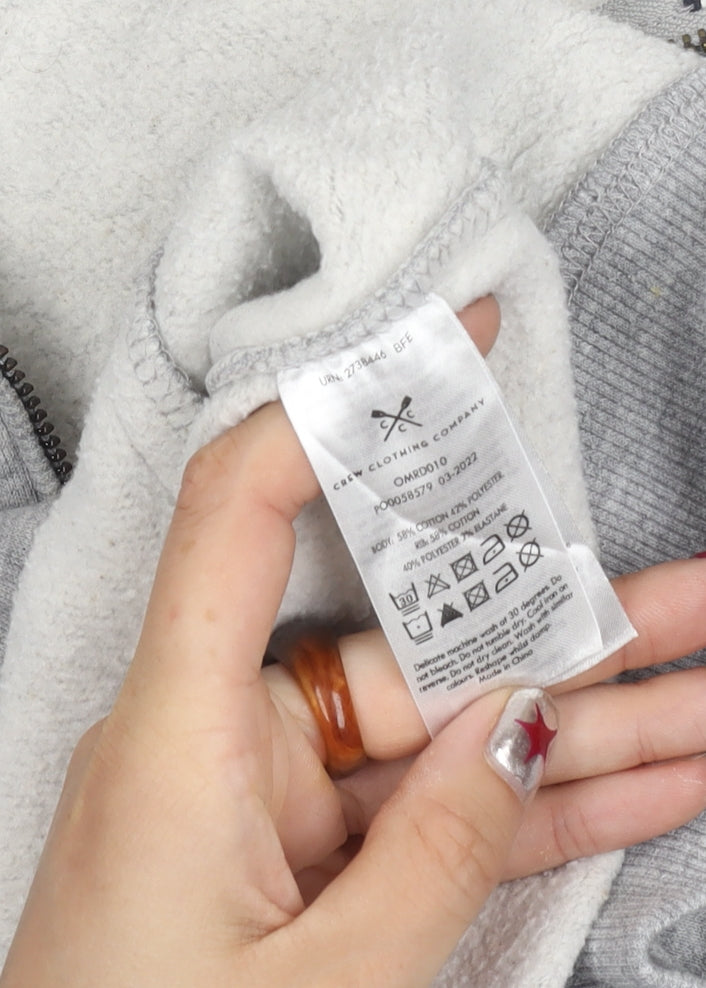 URN: 2738446 BFE
C C
C
CREW CLOTHING COMPANY
OMRD010
PO0058579 03-2022
BODY: 58% COTTON 42% POLYESTER
RIB: 58% COTTON
40% POLYESTER 2% ELASTANE
30
Delicate machine wash at 30 degrees. Do
not bleach. Do not tumble dry. Cool iron on
reverse. Do not dry clean. Wash with similar
colours. Reshape whilst damp.
Made in China